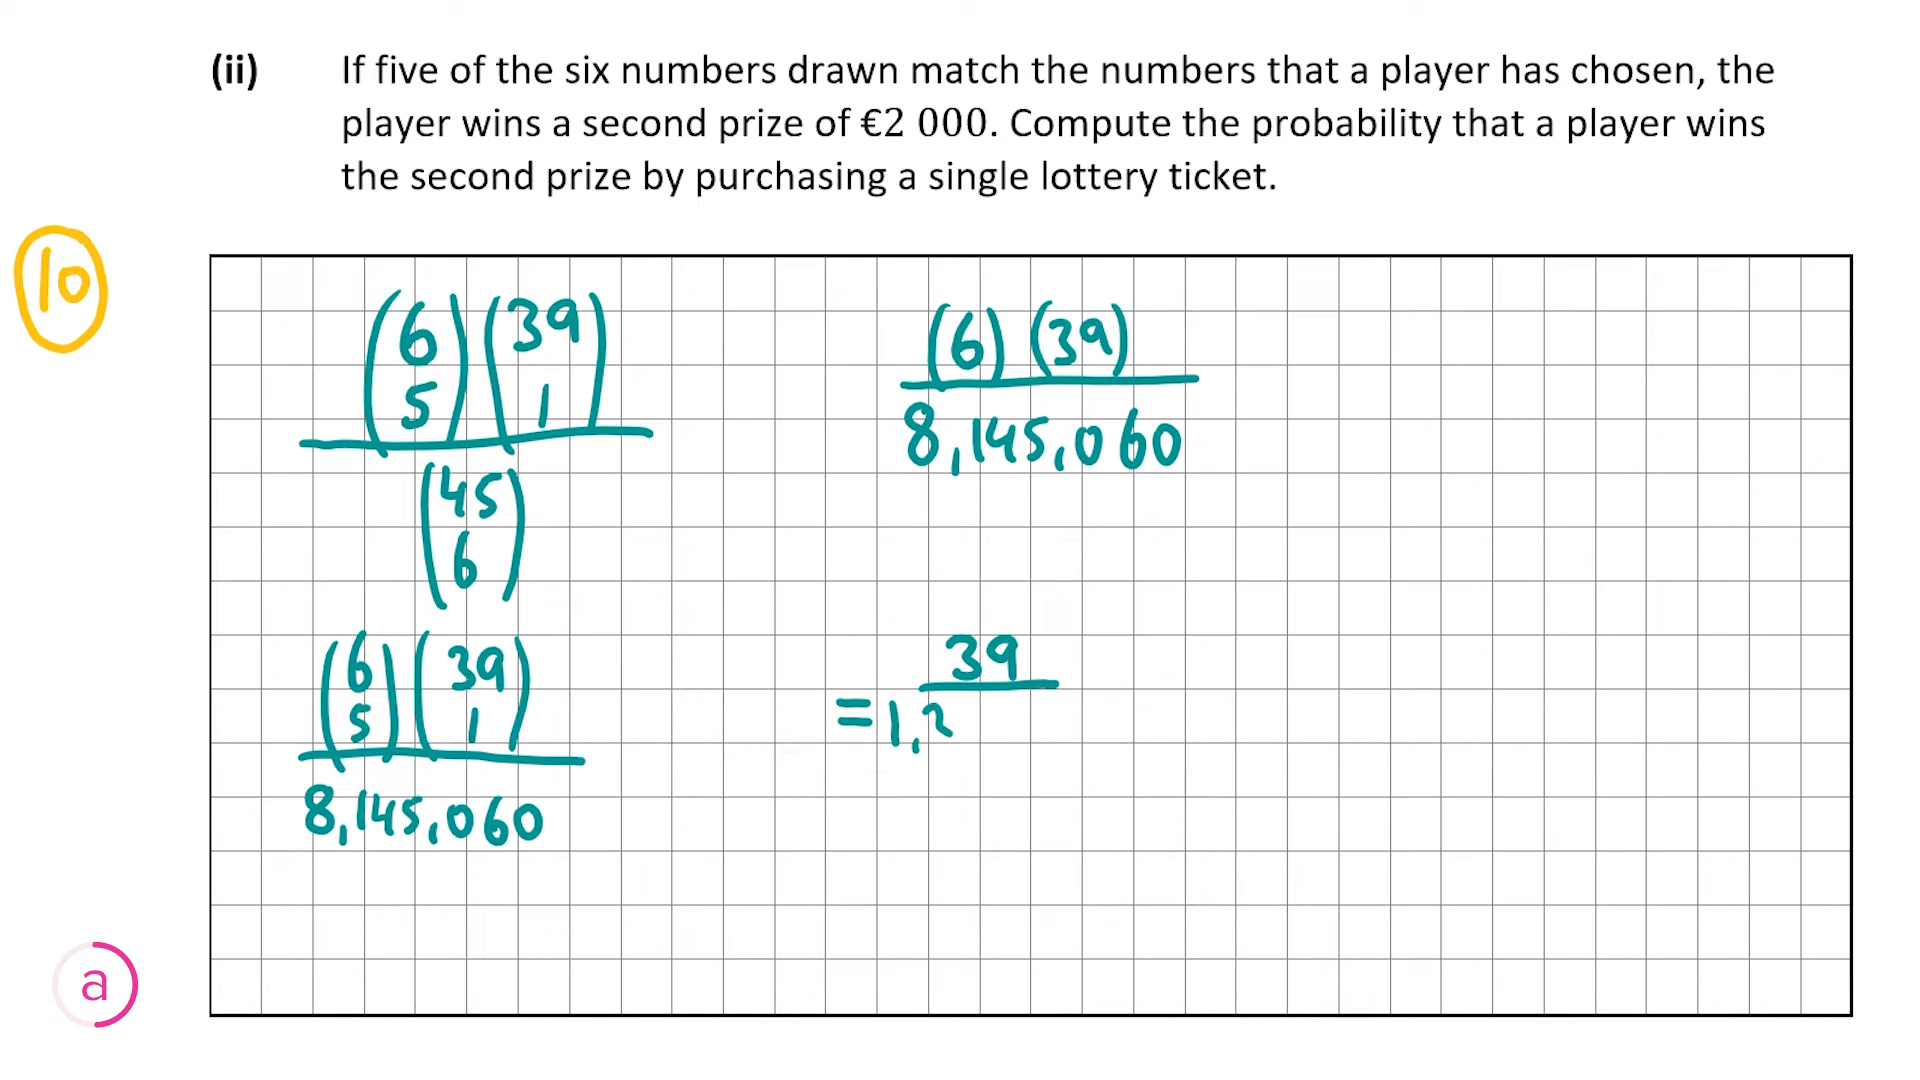 (ii) If five of the six numbers drawn match the numbers that a player has chosen, the
player wins a second prize of €2 000. Compute the probability that a player wins
the second prize by purchasing a single lottery ticket.
10
(6 5) (39 1)
(45 6)
(6 5) (39 1)
8,145,060
(6) (39)
8,145,060
39
= 1,2
a